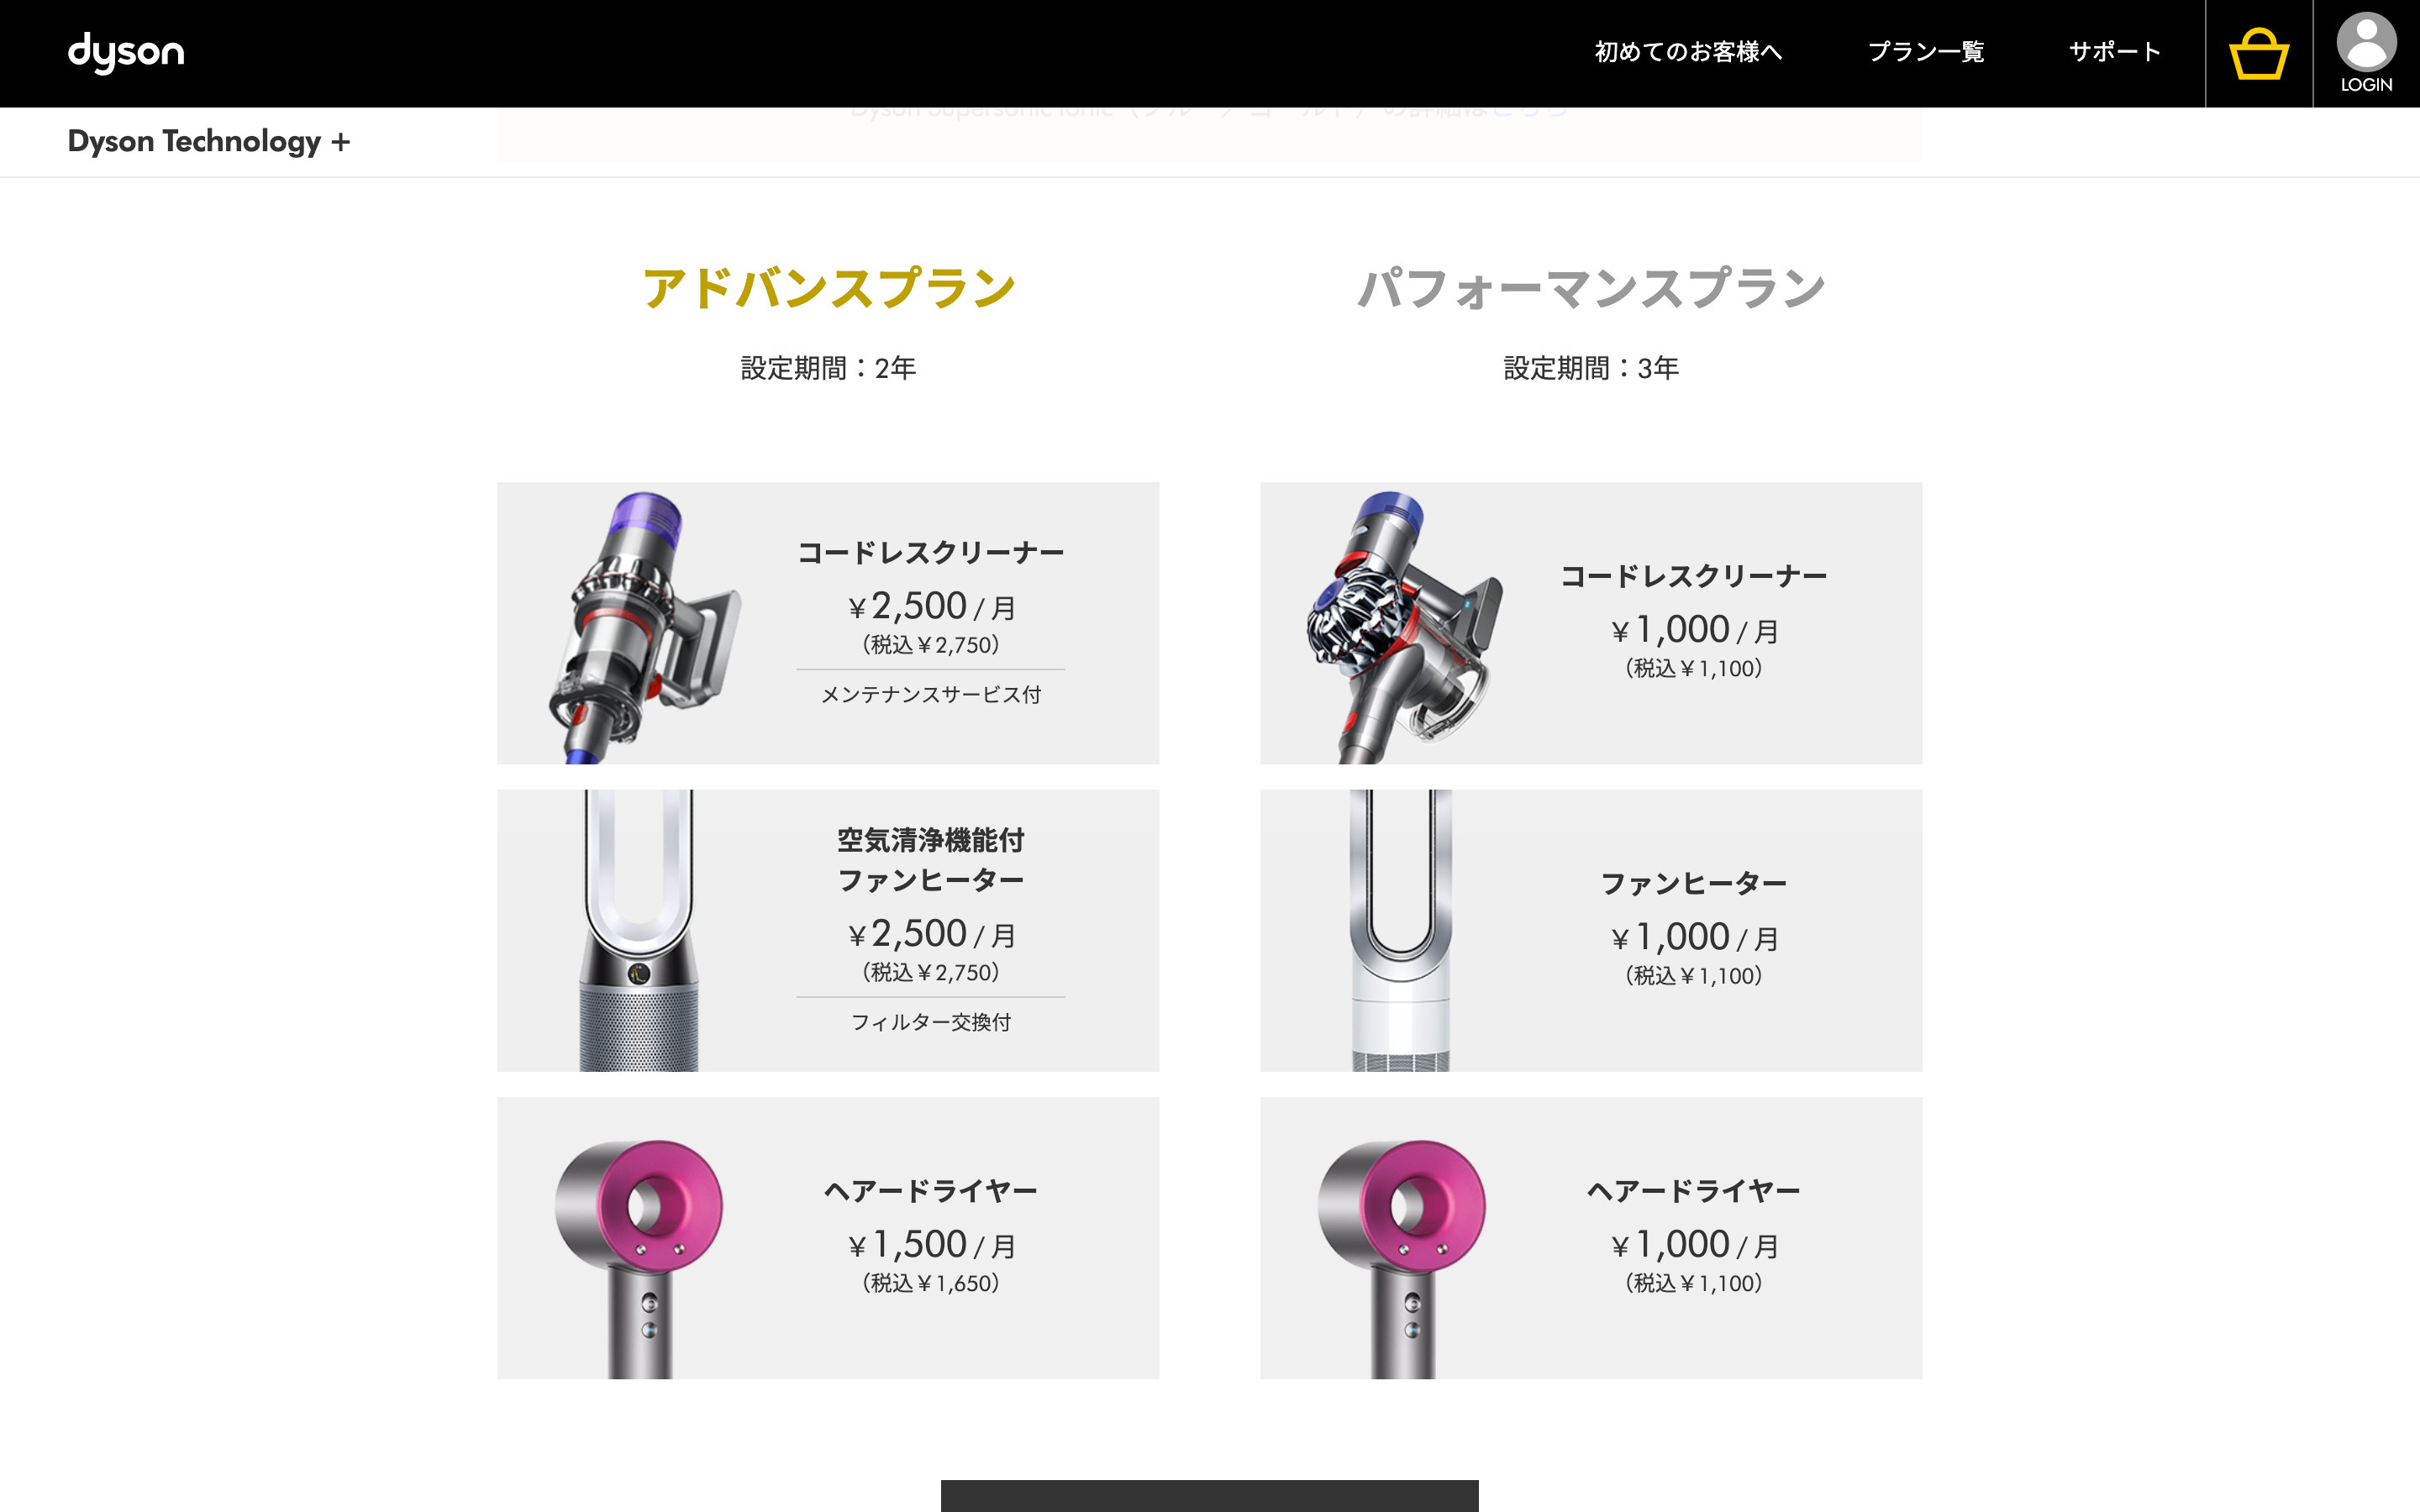 dyson
初めてのお客様へ
プラン一覧
サポート
LOGIN
Dyson Technology +
アドバンスプラン
設定期間：2年
コードレスクリーナー
￥2,500 / 月
（税込￥2,750）
メンテナンスサービス付
空気清浄機能付
ファンヒーター
￥2,500 / 月
（税込￥2,750）
フィルター交換付
ヘアードライヤー
￥1,500 / 月
（税込￥1,650）
パフォーマンスプラン
設定期間：3年
コードレスクリーナー
￥1,000 / 月
（税込￥1,100）
ファンヒーター
￥1,000 / 月
（税込￥1,100）
ヘアードライヤー
￥1,000 / 月
（税込￥1,100）